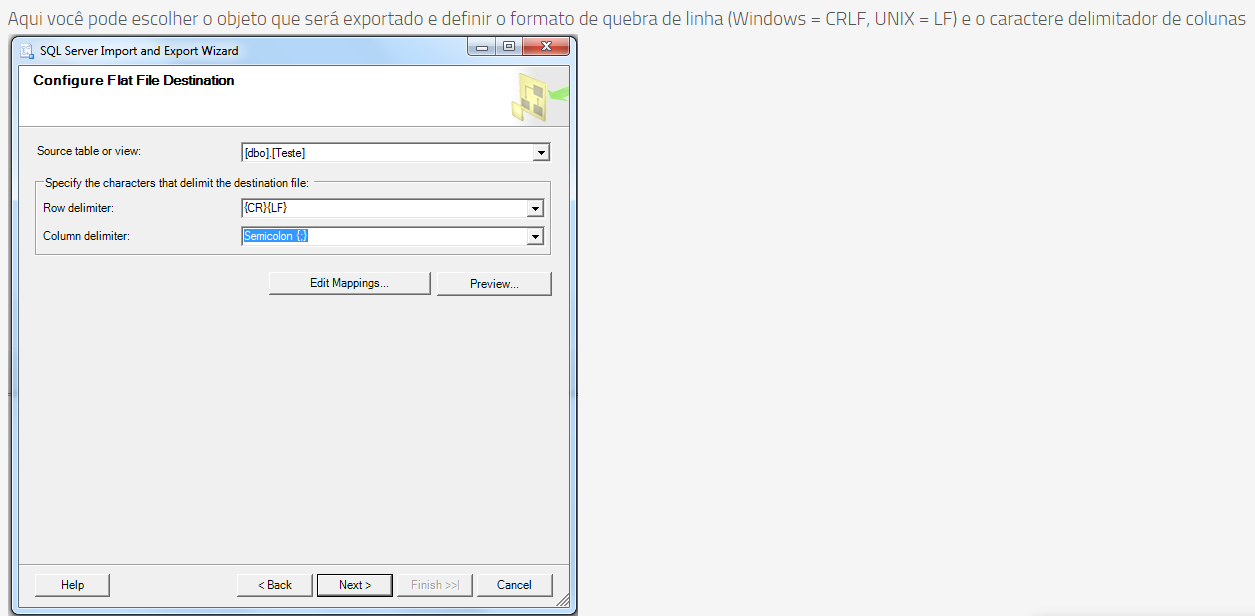 Aqui você pode escolher o objeto que será exportado e definir o formato de quebra de linha (Windows = CRLF, UNIX = LF) e o caractere delimitador de colunas
SQL Server Import and Export Wizard
Configure Flat File Destination
Source table or view: [dbo].[Teste]
Specify the characters that delimit the destination file:
Row delimiter: {CR}{LF}
Column delimiter: Semicolon {;}
Edit Mappings... Preview...
Help < Back Next > Finish >>| Cancel